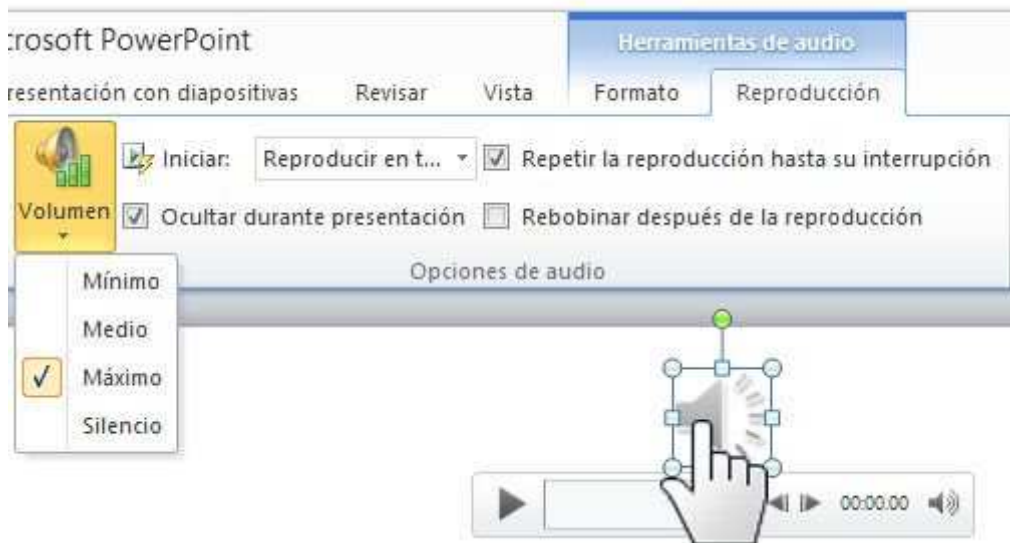 crosoft PowerPoint
Herramientas de audio
resentación con diapositivas Revisar Vista Formato Reproducción
Iniciar: Reproducir en t... Repetir la reproducción hasta su interrupción
Volumen Ocultar durante presentación Rebobinar después de la reproducción
Opciones de audio
Mínimo
Medio
Máximo
Silencio
00:00.00